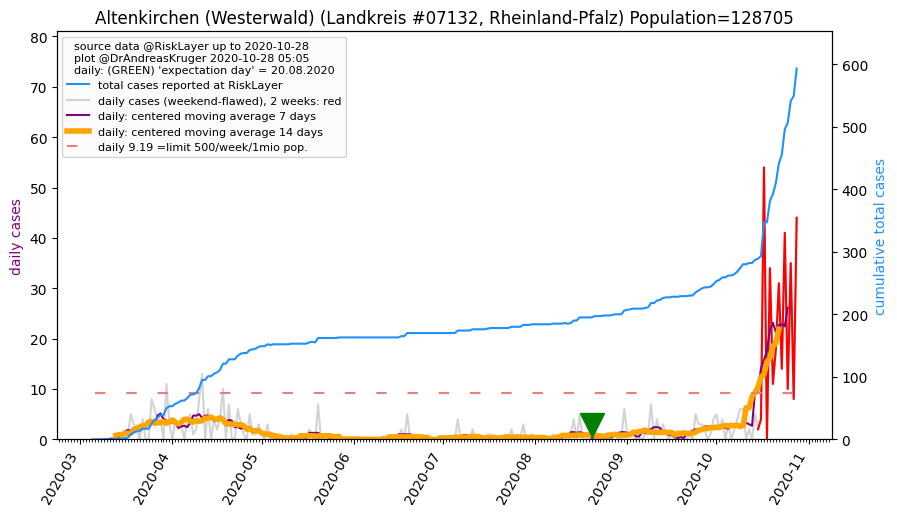 Altenkirchen (Westerwald) (Landkreis #07132, Rheinland-Pfalz) Population=128705
source data @RiskLayer up to 2020-10-28
plot @DrAndreasKruger 2020-10-28 05:05
daily: (GREEN) 'expectation day' = 20.08.2020
total cases reported at RiskLayer
daily cases (weekend-flawed), 2 weeks: red
daily: centered moving average 7 days
daily: centered moving average 14 days
daily 9.19 =limit 500/week/1mio pop.
daily cases
80
70
60
50
40
30
20
10
0
cumulative total cases
600
500
400
300
200
100
0
2020-03
2020-04
2020-05
2020-06
2020-07
2020-08
2020-09
2020-10
2020-11